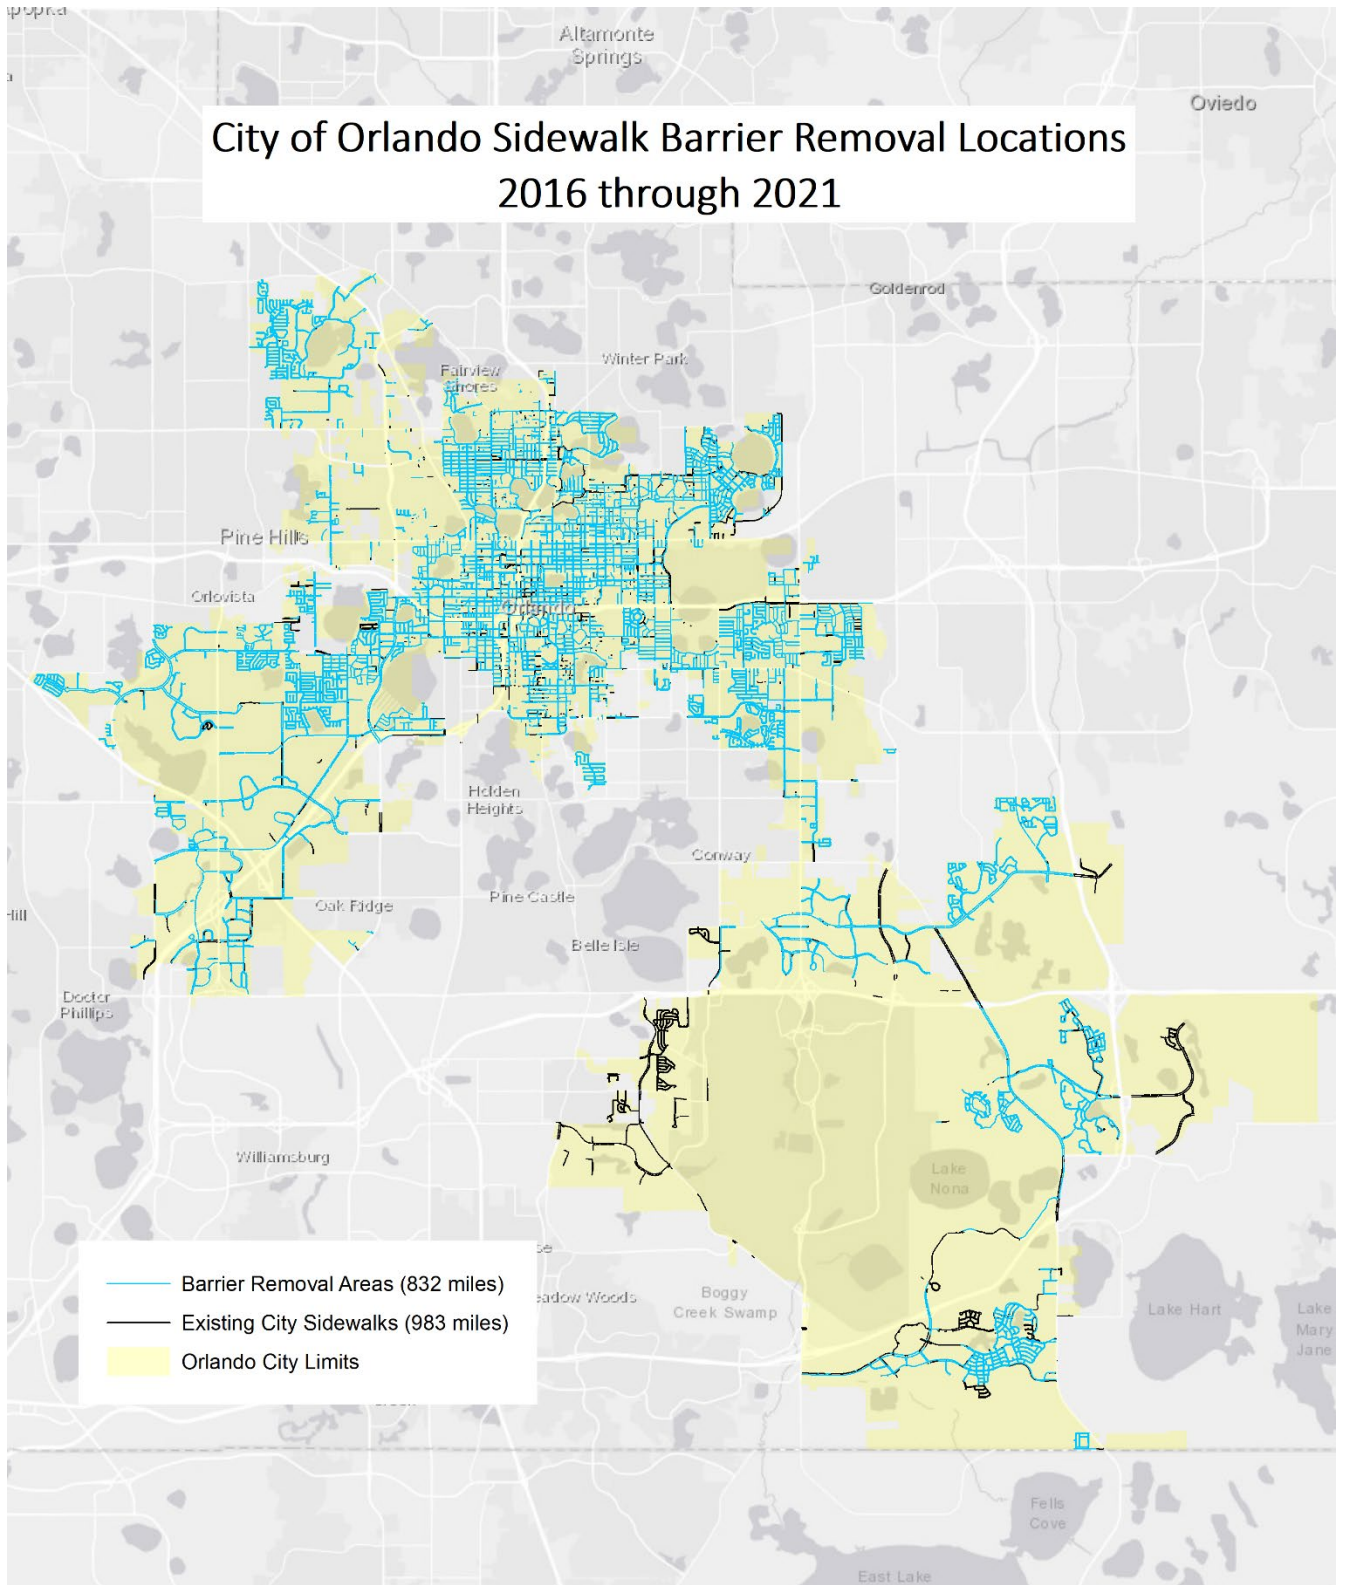 Altamonte
Springs
Oviedo
City of Orlando Sidewalk Barrier Removal Locations
2016 through 2021
Goldenrod
Winter Park
Fairview
Shores
Pine Hills
Orlovista
Orlando
Holden
Heights
Conway
Pine Castle
Oak Ridge
Belle Isle
Doctor
Phillips
Williamsburg
Lake
Nona
Barrier Removal Areas (832 miles)
Existing City Sidewalks (983 miles)
Orlando City Limits
Boggy
Creek Swamp
Lake Hart
Lake
Mary
Jane
Fells
Cove
East Lake